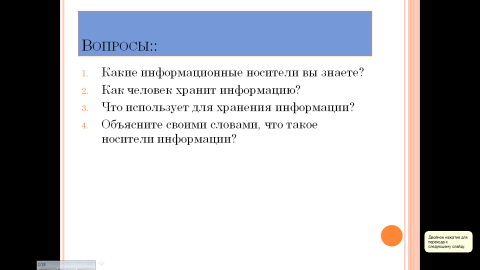 Вопросы::
1. Какие информационные носители вы знаете?
2. Как человек хранит информацию?
3. Что использует для хранения информации?
4. Объясните своими словами, что такое
носители информации?
Двойное нажатие для
перехода к
следующему слайду